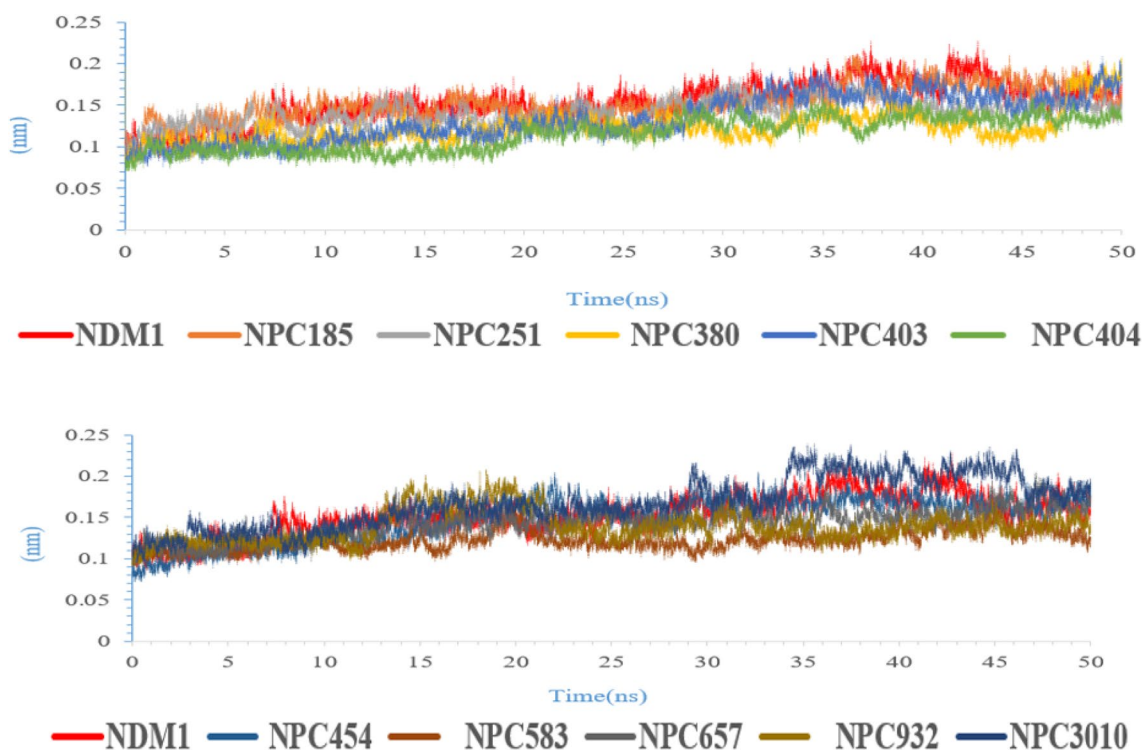 0.25
0.2
0.15
0.1
0.05
0
(nm)
0 5 10 15 20 25 30 35 40 45 50
Time(ns)
NDM1 NPC185 NPC251 NPC380 NPC403 NPC404
0.25
0.2
0.15
0.1
0.05
0
(nm)
0 5 10 15 20 25 30 35 40 45 50
Time(ns)
NDM1 NPC454 NPC583 NPC657 NPC932 NPC3010